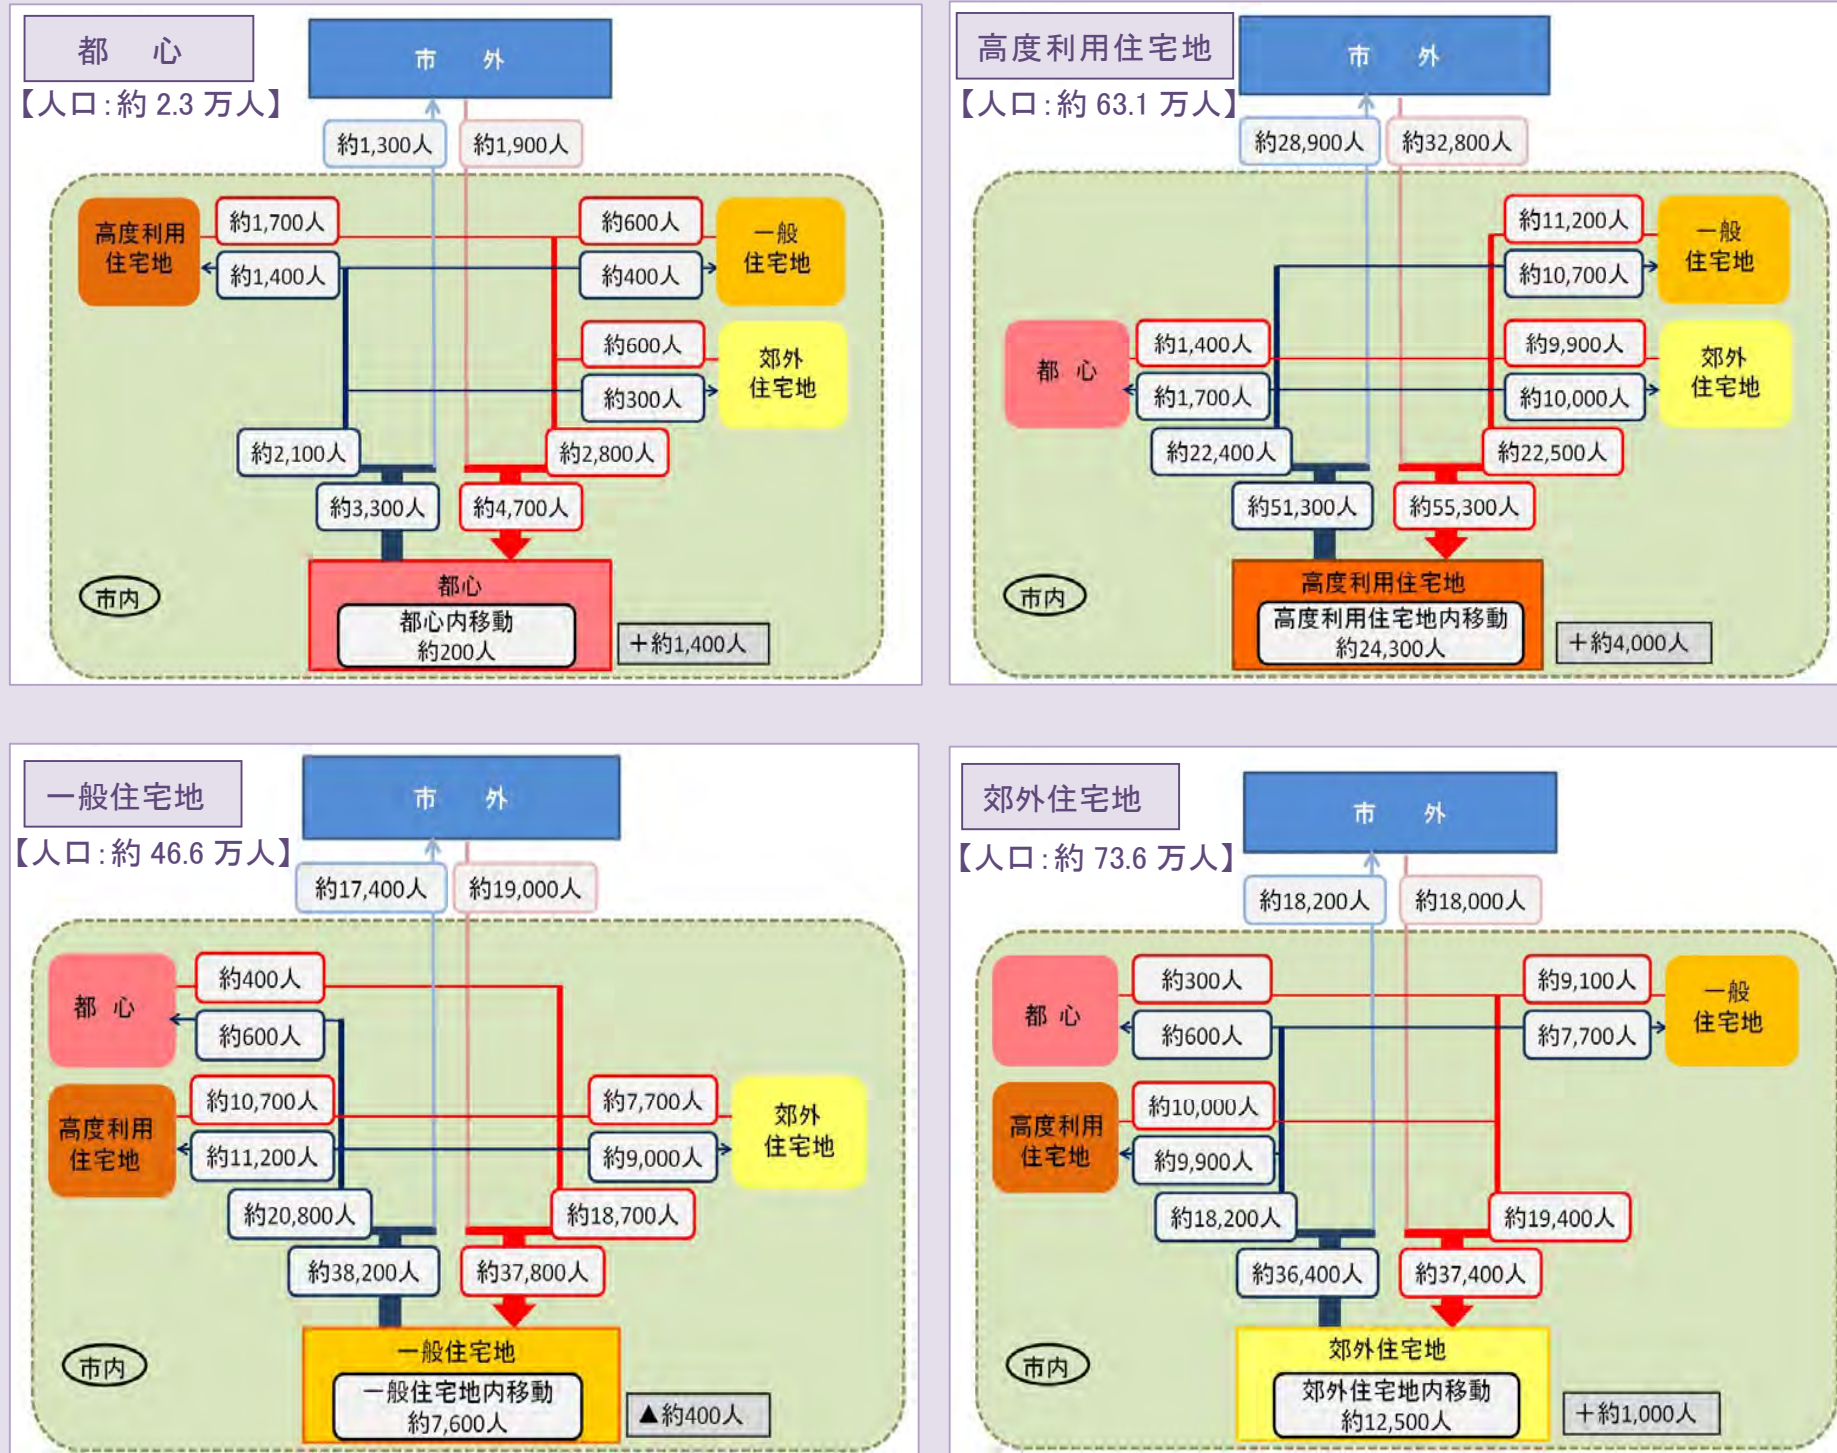 都　心
【人口：約 2.3 万人】
市　外
約1,300人
約1,900人
高度利用
住宅地
約1,700人
約1,400人
約600人
約400人
一般
住宅地
約600人
約300人
郊外
住宅地
約2,100人
約2,800人
約3,300人
約4,700人
市内
都心
都心内移動
約200人
＋約1,400人
高度利用住宅地
【人口：約 63.1 万人】
市　外
約28,900人
約32,800人
約11,200人
約10,700人
一般
住宅地
都 心
約1,400人
約1,700人
約9,900人
約10,000人
郊外
住宅地
約22,400人
約22,500人
約51,300人
約55,300人
市内
高度利用住宅地
高度利用住宅地内移動
約24,300人
＋約4,000人
一般住宅地
【人口：約 46.6 万人】
市　外
約17,400人
約19,000人
都 心
約400人
約600人
高度利用
住宅地
約10,700人
約11,200人
約7,700人
約9,000人
郊外
住宅地
約20,800人
約18,700人
約38,200人
約37,800人
市内
一般住宅地
一般住宅地内移動
約7,600人
▲約400人
郊外住宅地
【人口：約 73.6 万人】
市　外
約18,200人
約18,000人
都 心
約300人
約600人
約9,100人
約7,700人
一般
住宅地
高度利用
住宅地
約10,000人
約9,900人
約18,200人
約19,400人
約36,400人
約37,400人
市内
郊外住宅地
郊外住宅地内移動
約12,500人
＋約1,000人